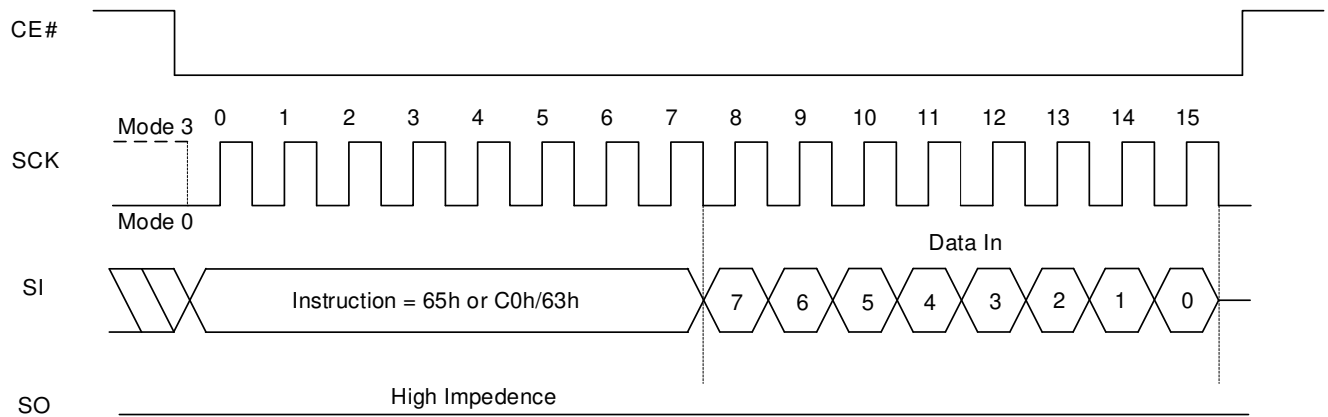 CE#
Mode 3
0 1 2 3 4 5 6 7 8 9 10 11 12 13 14 15
SCK
Mode 0
Data In
SI
Instruction = 65h or C0h/63h
7 6 5 4 3 2 1 0
High Impedence
SO